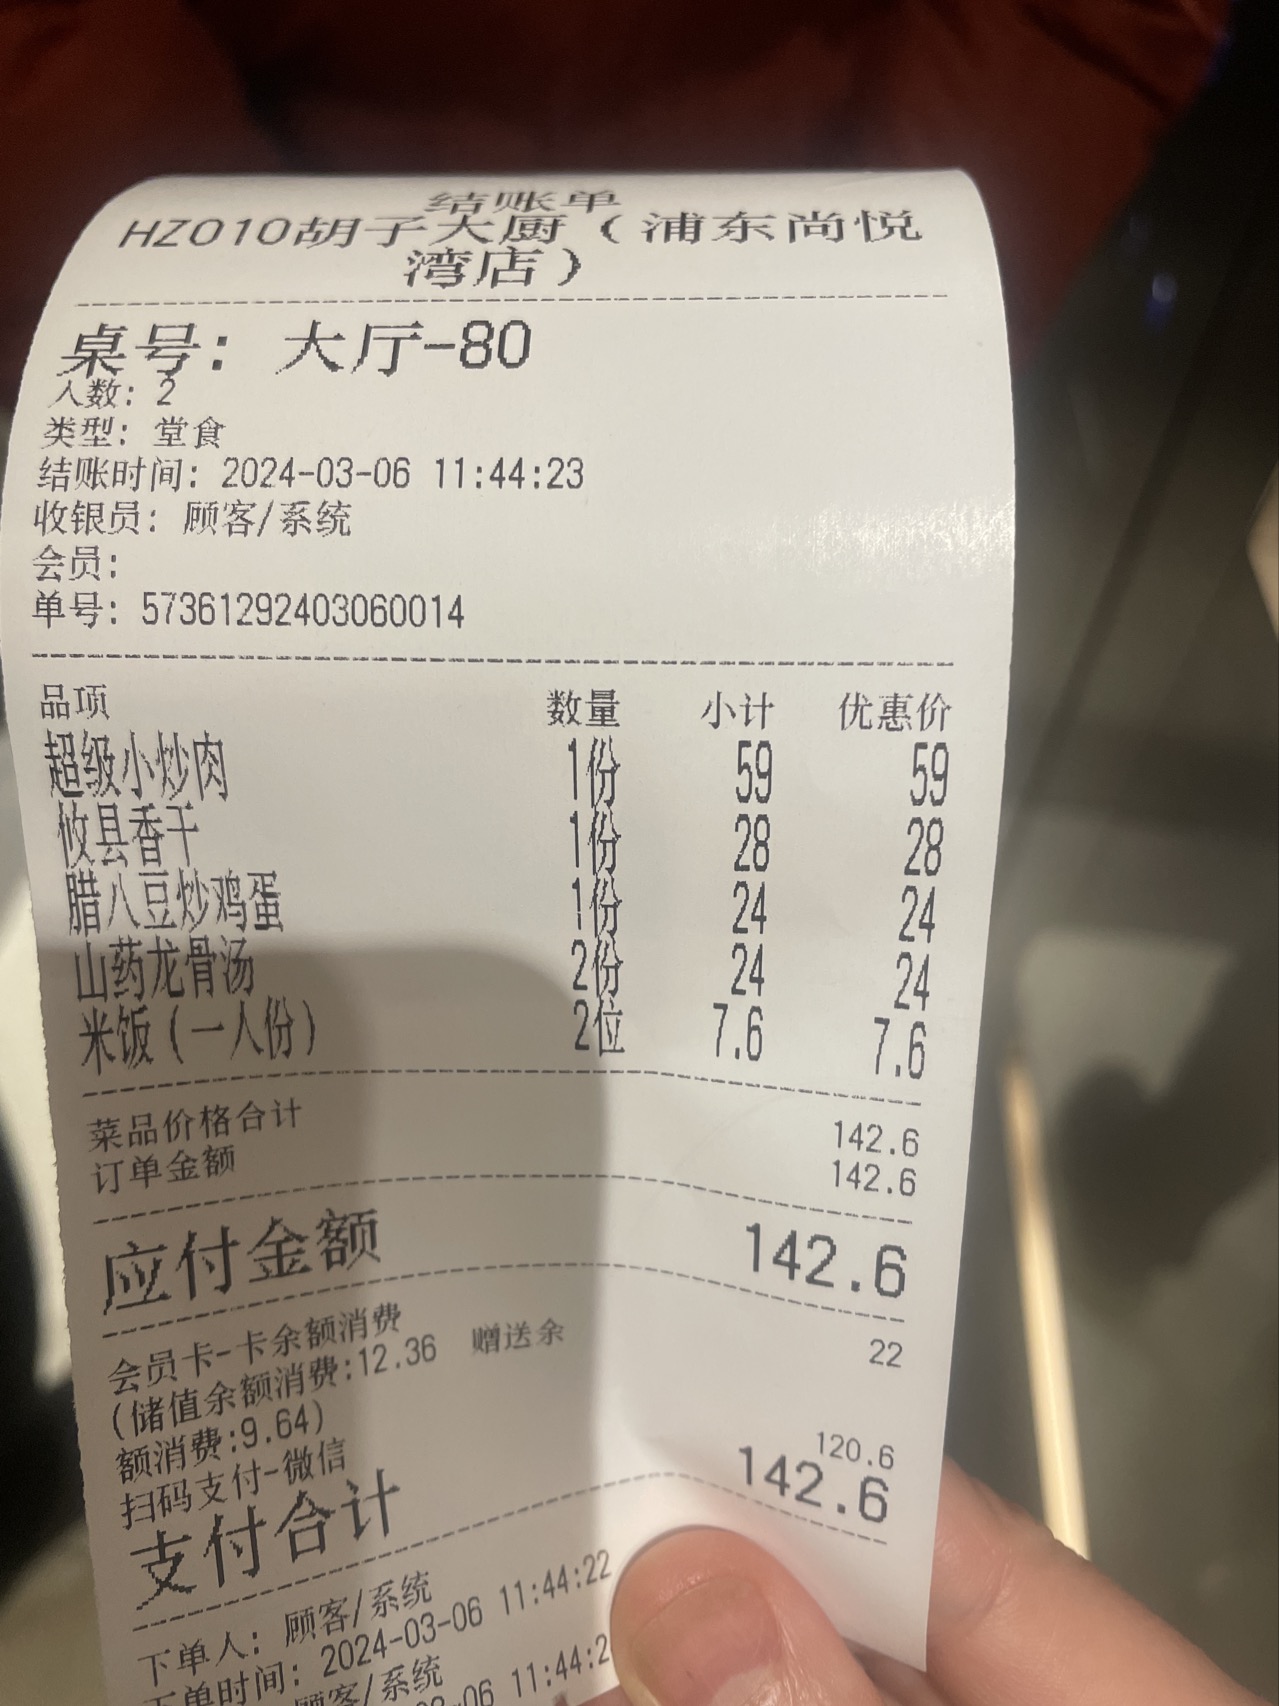 结账单
HZ010胡子大厨（浦东尚悦
湾店）
桌号：大厅-80
人数：2
类型：堂食
结账时间：2024-03-06 11:44:23
收银员：顾客/系统
会员：
单号：57361292403060014
品项 数量 小计 优惠价
超级小炒肉 1份 59 59
攸县香干 1份 28 28
腊八豆炒鸡蛋 1份 24 24
山药龙骨汤 2份 24 24
米饭（一人份） 2位 7.6 7.6
菜品价格合计 142.6
订单金额 142.6
应付金额 142.6
会员卡-卡余额消费 22
(储值余额消费:12.36 赠送余
额消费:9.64)
扫码支付-微信 120.6
支付合计 142.6
下单人：顾客/系统
下单时间：2024-03-06 11:44:22
顾客/系统
-06 11:44:2